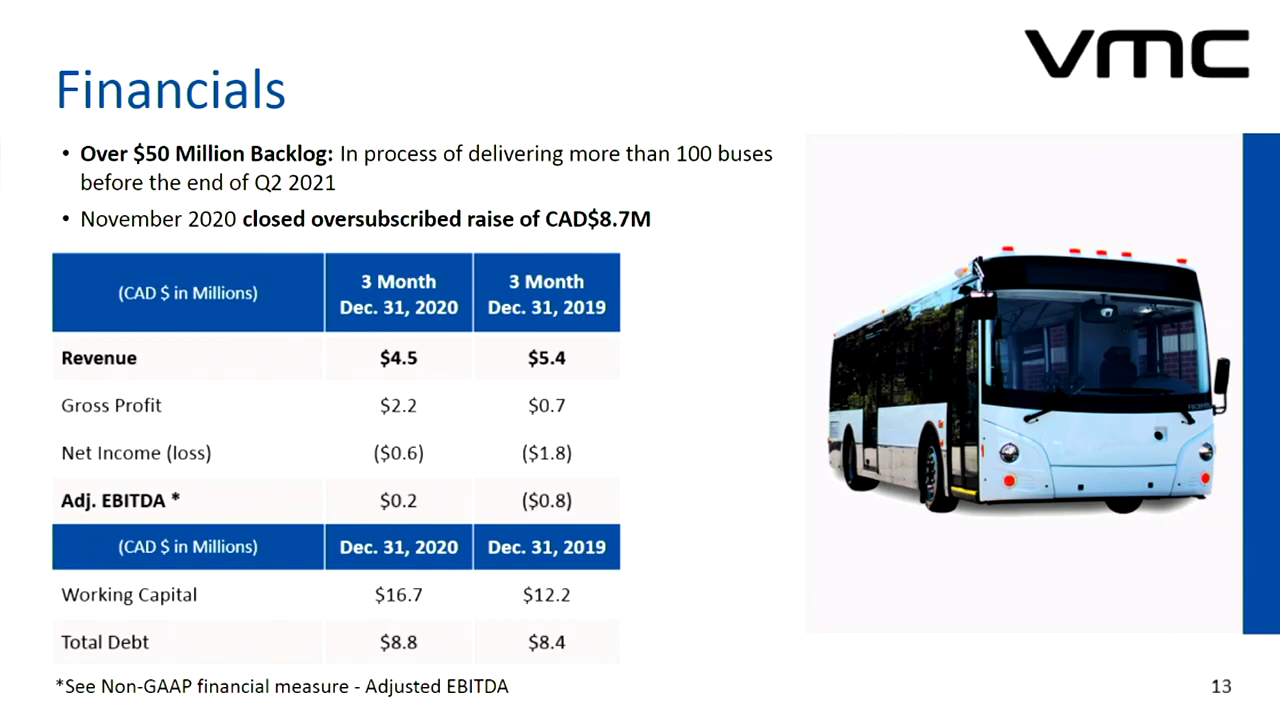 VMC
Financials
• Over $50 Million Backlog: In process of delivering more than 100 buses
before the end of Q2 2021
• November 2020 closed oversubscribed raise of CAD$8.7M
(CAD $ in Millions) 3 Month Dec. 31, 2020 3 Month Dec. 31, 2019
Revenue $4.5 $5.4
Gross Profit $2.2 $0.7
Net Income (loss) ($0.6) ($1.8)
Adj. EBITDA * $0.2 ($0.8)
(CAD $ in Millions) Dec. 31, 2020 Dec. 31, 2019
Working Capital $16.7 $12.2
Total Debt $8.8 $8.4
*See Non-GAAP financial measure - Adjusted EBITDA
13